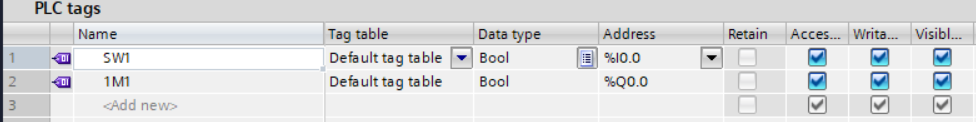 PLC tags
Name Tag table Data type Address Retain Acces... Writa... Visibl...
1 SW1 Default tag table Bool %I0.0
2 1M1 Default tag table Bool %Q0.0
3 <Add new>